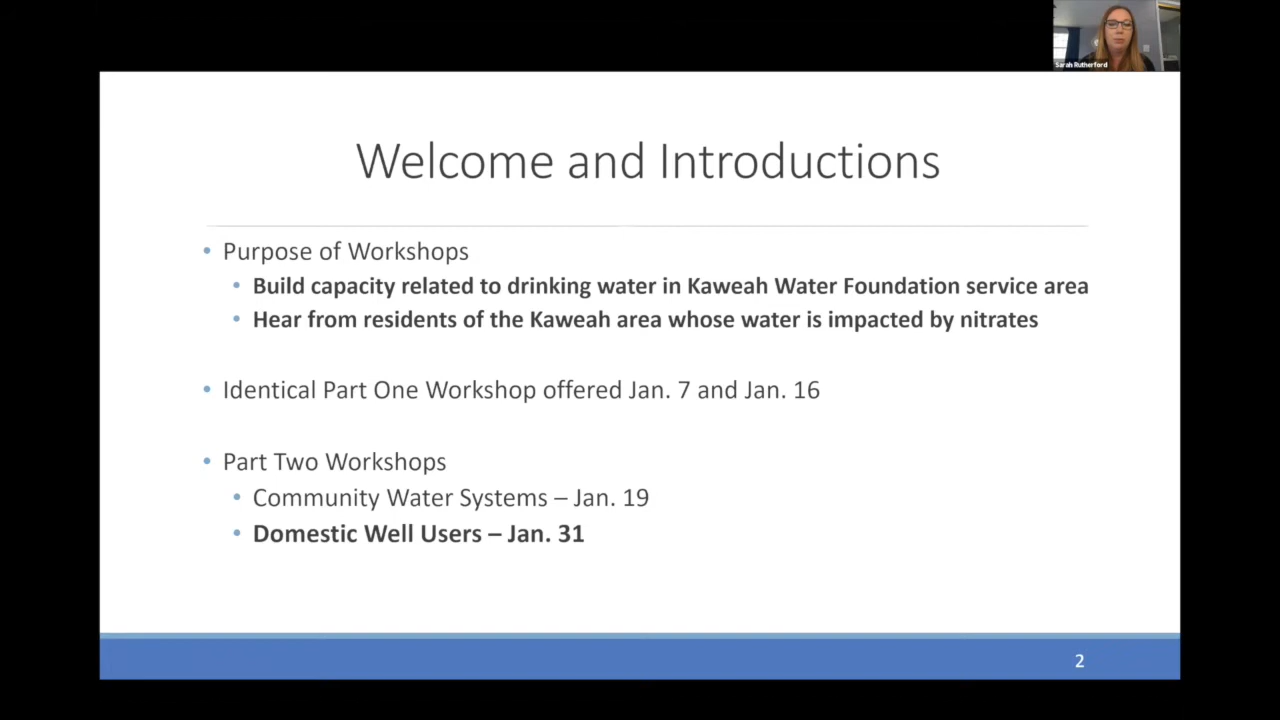 Sarah Rutherford
Welcome and Introductions
• Purpose of Workshops
• Build capacity related to drinking water in Kaweah Water Foundation service area
• Hear from residents of the Kaweah area whose water is impacted by nitrates
• Identical Part One Workshop offered Jan. 7 and Jan. 16
• Part Two Workshops
• Community Water Systems – Jan. 19
• Domestic Well Users – Jan. 31
2